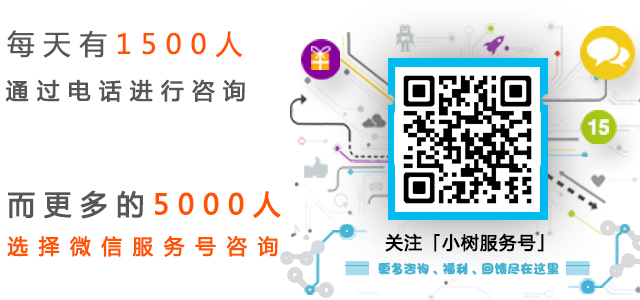 每天有1500人
通过电话进行咨询
而更多的5000人
选择微信服务号咨询
15
关注「小树服务号」
更多咨询、福利、回馈尽在这里